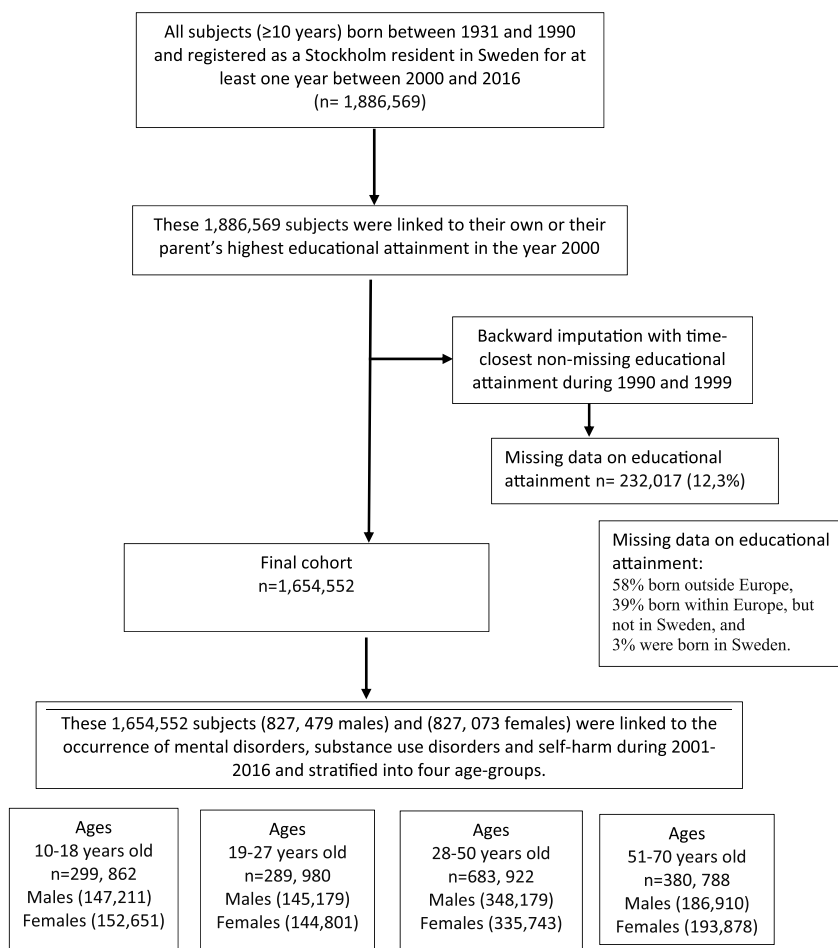 All subjects (≥10 years) born between 1931 and 1990
and registered as a Stockholm resident in Sweden for at
least one year between 2000 and 2016
(n= 1,886,569)
These 1,886,569 subjects were linked to their own or their
parent's highest educational attainment in the year 2000
Backward imputation with time-
closest non-missing educational
attainment during 1990 and 1999
Missing data on educational
attainment n= 232,017 (12,3%)
Missing data on educational
attainment:
58% born outside Europe,
39% born within Europe, but
not in Sweden, and
3% were born in Sweden.
Final cohort
n=1,654,552
These 1,654,552 subjects (827, 479 males) and (827, 073 females) were linked to the
occurrence of mental disorders, substance use disorders and self-harm during 2001-
2016 and stratified into four age-groups.
Ages
10-18 years old
n=299, 862
Males (147,211)
Females (152,651)
Ages
19-27 years old
n=289, 980
Males (145,179)
Females (144,801)
Ages
28-50 years old
n=683, 922
Males (348,179)
Females (335,743)
Ages
51-70 years old
n=380, 788
Males (186,910)
Females (193,878)